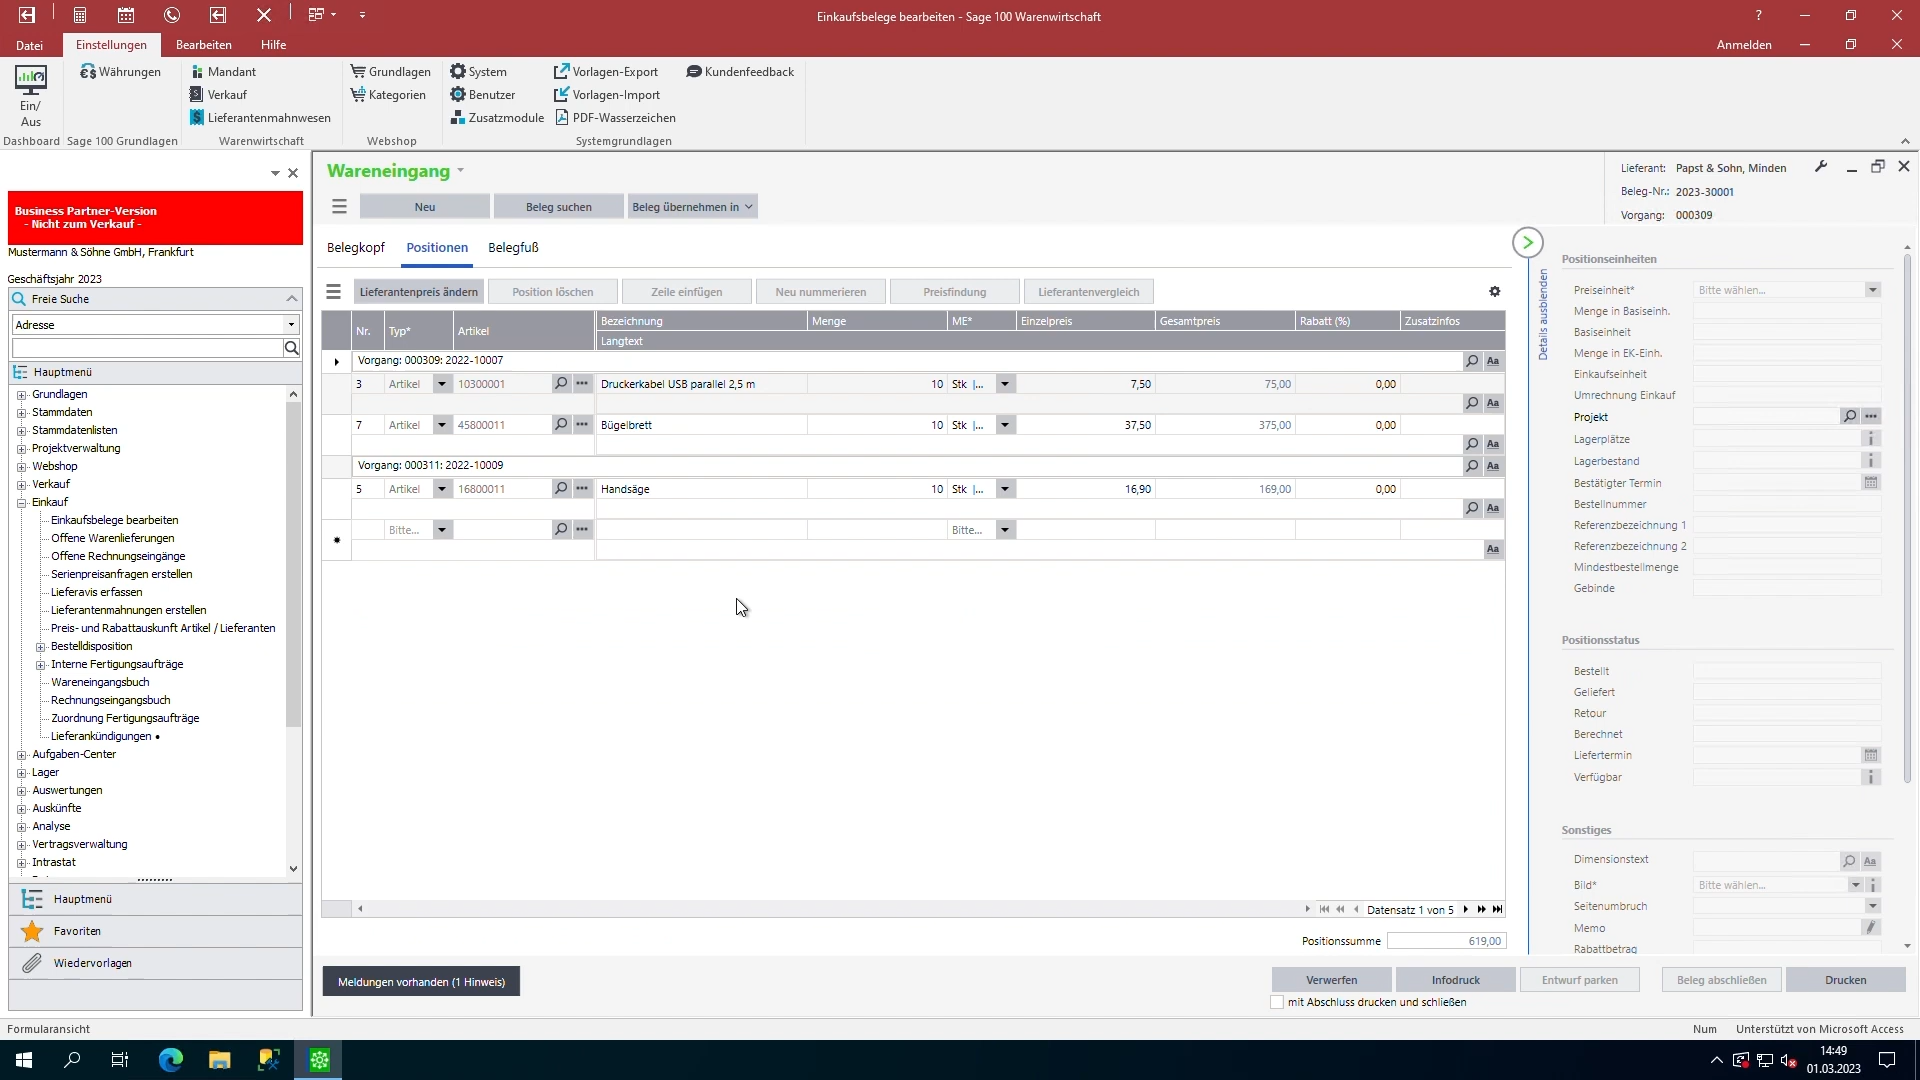 Einkaufsbelege bearbeiten - Sage 100 Warenwirtschaft
?
Datei
Einstellungen
Bearbeiten
Hilfe
Anmelden
Ein/
Aus
Dashboard
Währungen
Sage 100 Grundlagen
Mandant
Verkauf
Lieferantenmahnwesen
Warenwirtschaft
Grundlagen
Kategorien
Webshop
System
Benutzer
Zusatzmodule
Vorlagen-Export
Vorlagen-Import
PDF-Wasserzeichen
Kundenfeedback
Systemgrundlagen
Business Partner-Version
- Nicht zum Verkauf -
Mustermann & Söhne GmbH, Frankfurt
Geschäftsjahr 2023
Freie Suche
Adresse
Hauptmenü
Grundlagen
Stammdaten
Stammdatenlisten
Projektverwaltung
Webshop
Verkauf
Einkauf
Einkaufsbelege bearbeiten
Offene Warenlieferungen
Offene Rechnungseingänge
Serienpreisanfragen erstellen
Lieferavis erfassen
Lieferantenmahnungen erstellen
Preis- und Rabattauskunft Artikel / Lieferanten
Bestelldisposition
Interne Fertigungsaufträge
Wareneingangsbuch
Rechnungseingangsbuch
Zuordnung Fertigungsaufträge
Lieferankündigungen •
Aufgaben-Center
Lager
Auswertungen
Auskünfte
Analyse
Vertragsverwaltung
Intrastat
Hauptmenü
Favoriten
Wiedervorlagen
Wareneingang
Neu
Beleg suchen
Beleg übernehmen in
Lieferant: Papst & Sohn, Minden
Beleg-Nr.: 2023-30001
Vorgang: 000309
Belegkopf
Positionen
Belegfuß
Lieferantenpreis ändern
Position löschen
Zeile einfügen
Neu nummerieren
Preisfindung
Lieferantenvergleich
Nr. Typ* Artikel Bezeichnung Menge ME* Einzelpreis Gesamtpreis Rabatt (%) Zusatzinfos
Langtext
Vorgang: 000309: 2022-10007 Aa
3 Artikel 10300001 Druckerkabel USB parallel 2,5 m 10 Stk |... 7,50 75,00 0,00
Aa
7 Artikel 45800011 Bügelbrett 10 Stk |... 37,50 375,00 0,00
Aa
Vorgang: 000311: 2022-10009 Aa
5 Artikel 16800011 Handsäge 10 Stk |... 16,90 169,00 0,00
Aa
Bitte... Bitte...
Aa
Datensatz 1 von 5
Positionssumme 619,00
Details ausblenden
Positionseinheiten
Preiseinheit* Bitte wählen...
Menge in Basiseinh.
Basiseinheit
Menge in EK-Einh.
Einkaufseinheit
Umrechnung Einkauf
Projekt
Lagerplätze
Lagerbestand
Bestätigter Termin
Bestellnummer
Referenzbezeichnung 1
Referenzbezeichnung 2
Mindestbestellmenge
Gebinde
Positionsstatus
Bestellt
Geliefert
Retour
Berechnet
Liefertermin
Verfügbar
Sonstiges
Dimensionstext Aa
Bild* Bitte wählen...
Seitenumbruch
Memo
Rabattbetrag
Meldungen vorhanden (1 Hinweis)
Verwerfen
Infodruck
Entwurf parken
Beleg abschließen
Drucken
mit Abschluss drucken und schließen
Formularansicht
Num
Unterstützt von Microsoft Access
14:49
01.03.2023